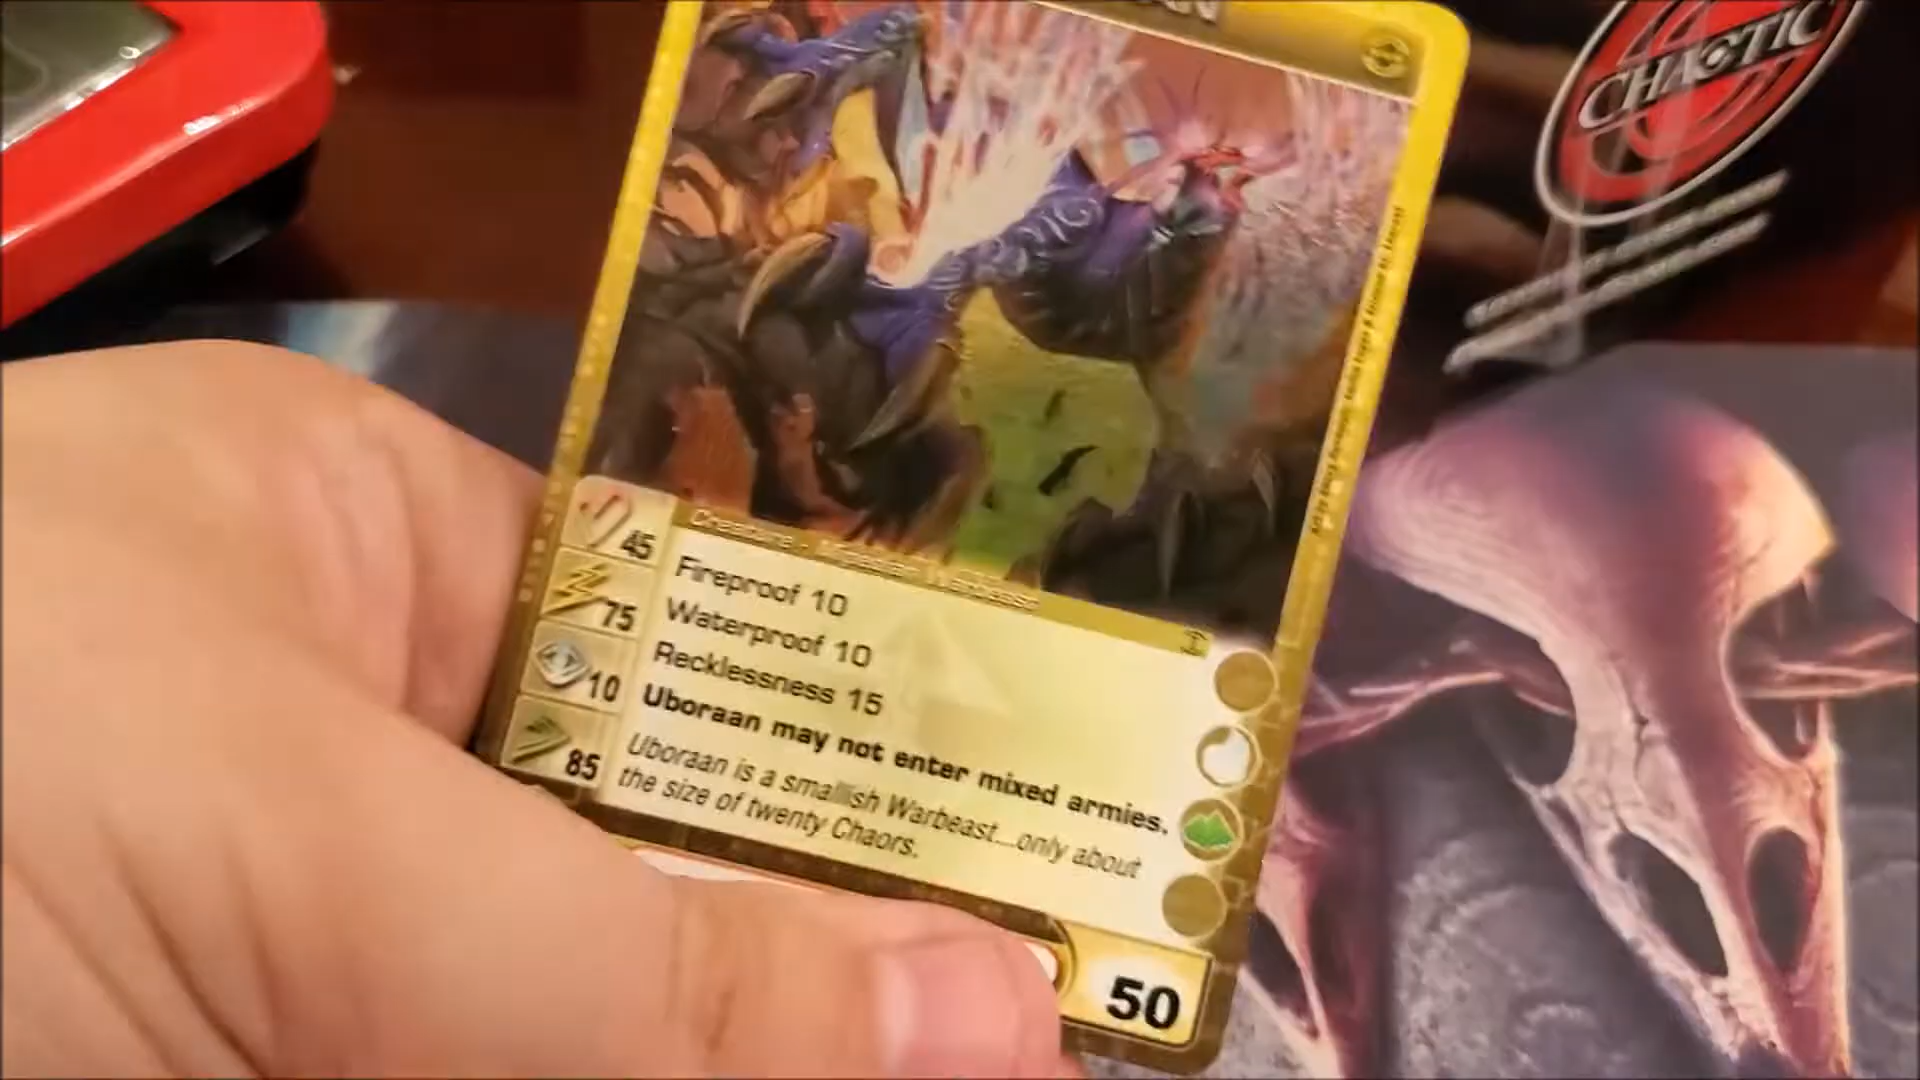 CHAOTIC
45
Creature - Mipedian Warbeast
75
10
85
Fireproof 10
Waterproof 10
Recklessness 15
Uboraan may not enter mixed armies.
Uboraan is a smallish Warbeast...only about
the size of twenty Chaors.
50